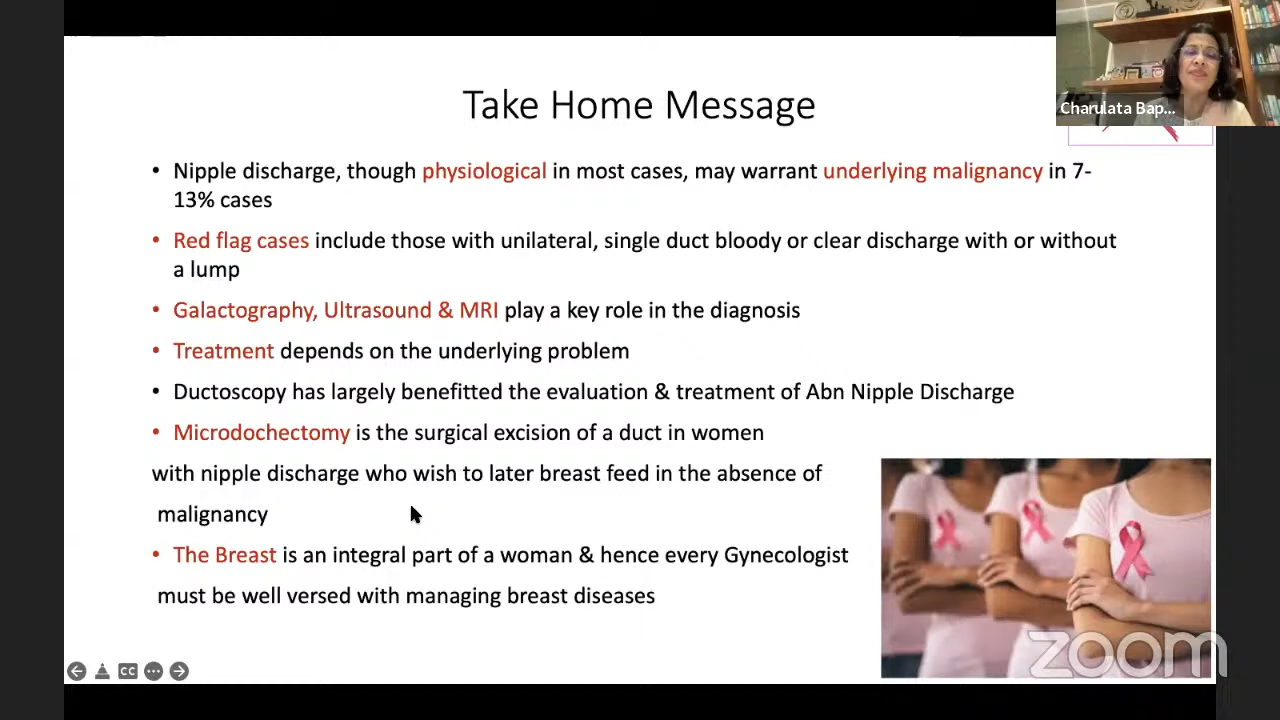 Take Home Message
Charulata Bap...
• Nipple discharge, though physiological in most cases, may warrant underlying malignancy in 7-
13% cases
• Red flag cases include those with unilateral, single duct bloody or clear discharge with or without
a lump
• Galactography, Ultrasound & MRI play a key role in the diagnosis
• Treatment depends on the underlying problem
• Ductoscopy has largely benefitted the evaluation & treatment of Abn Nipple Discharge
• Microdochectomy is the surgical excision of a duct in women
with nipple discharge who wish to later breast feed in the absence of
malignancy
• The Breast is an integral part of a woman & hence every Gynecologist
must be well versed with managing breast diseases
zoom
CC